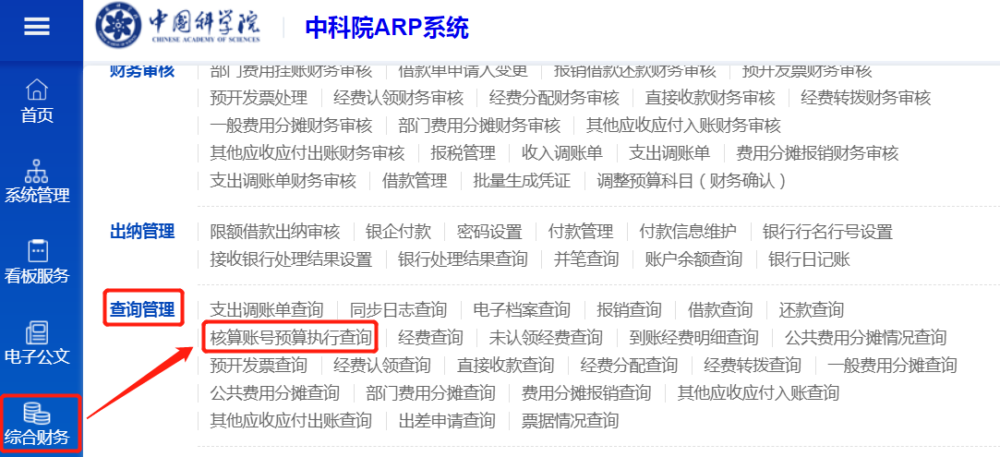 中国科学院 中科院ARP系统
CHINESE ACADEMY OF SCIENCES
首页
系统管理
看板服务
电子公文
综合财务
财务审核 部门费用挂账财务审核 借款单申请人变更 报销借款还款财务审核 预开发票财务审核
预开发票处理 经费认领财务审核 经费分配财务审核 直接收款财务审核 经费转拨财务审核
一般费用分摊财务审核 部门费用分摊财务审核 其他应收应付入账财务审核
其他应收应付出账财务审核 报税管理 收入调账单 支出调账单 费用分摊报销财务审核
支出调账单财务审核 借款管理 批量生成凭证 调整预算科目（财务确认）
出纳管理 限额借款出纳审核 银企付款 密码设置 付款管理 付款信息维护 银行行名行号设置
接收银行处理结果设置 银行处理结果查询 并笔查询 账户余额查询 银行日记账
查询管理 支出调账单查询 同步日志查询 电子档案查询 报销查询 借款查询 还款查询
核算账号预算执行查询 经费查询 未认领经费查询 到账经费明细查询 公共费用分摊情况查询
预开发票查询 经费认领查询 直接收款查询 经费分配查询 经费转拨查询 一般费用分摊查询
公共费用分摊查询 部门费用分摊查询 费用分摊报销查询 其他应收应付入账查询
其他应收应付出账查询 出差申请查询 票据情况查询